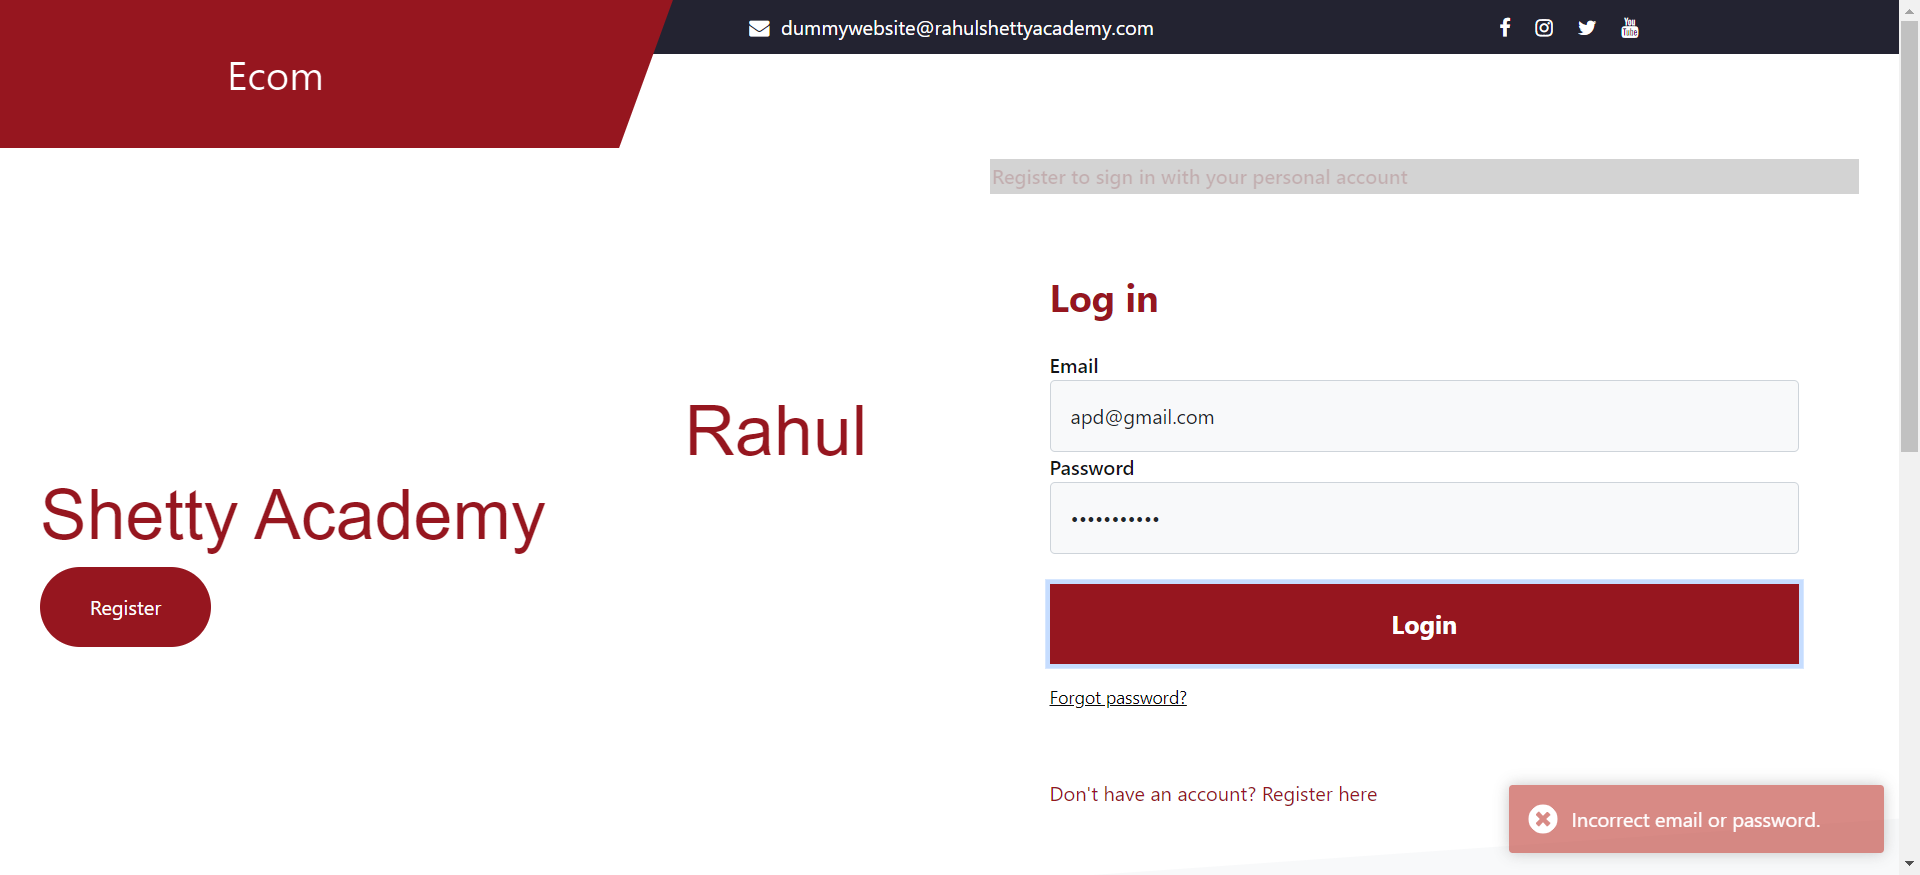 dummywebsite@rahulshettyacademy.com
Ecom
Register to sign in with your personal account
Rahul
Shetty Academy
Register
Log in
Email
apd@gmail.com
Password
•••••••••••
Login
Forgot password?
Don't have an account? Register here
Incorrect email or password.